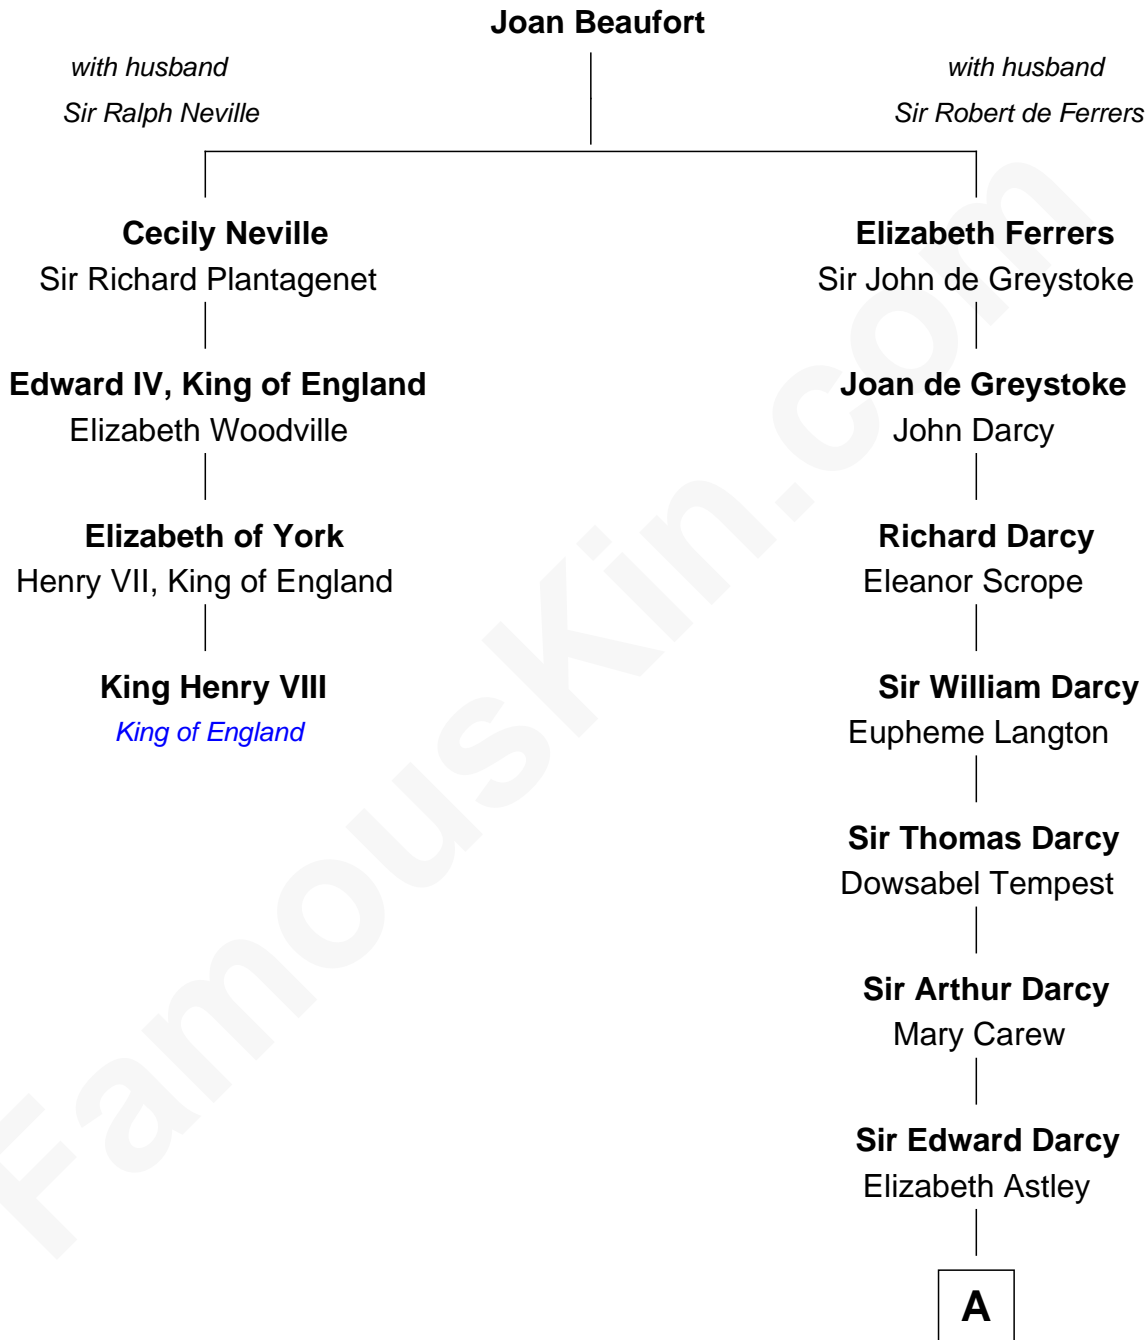 Joan Beaufort
with husband
Sir Ralph Neville
with husband
Sir Robert de Ferrers
Cecily Neville
Sir Richard Plantagenet
Edward IV, King of England
Elizabeth Woodville
Elizabeth of York
Henry VII, King of England
King Henry VIII
King of England
Elizabeth Ferrers
Sir John de Greystoke
Joan de Greystoke
John Darcy
Richard Darcy
Eleanor Scrope
Sir William Darcy
Eupheme Langton
Sir Thomas Darcy
Dowsabel Tempest
Sir Arthur Darcy
Mary Carew
Sir Edward Darcy
Elizabeth Astley
A
FamousKin.com